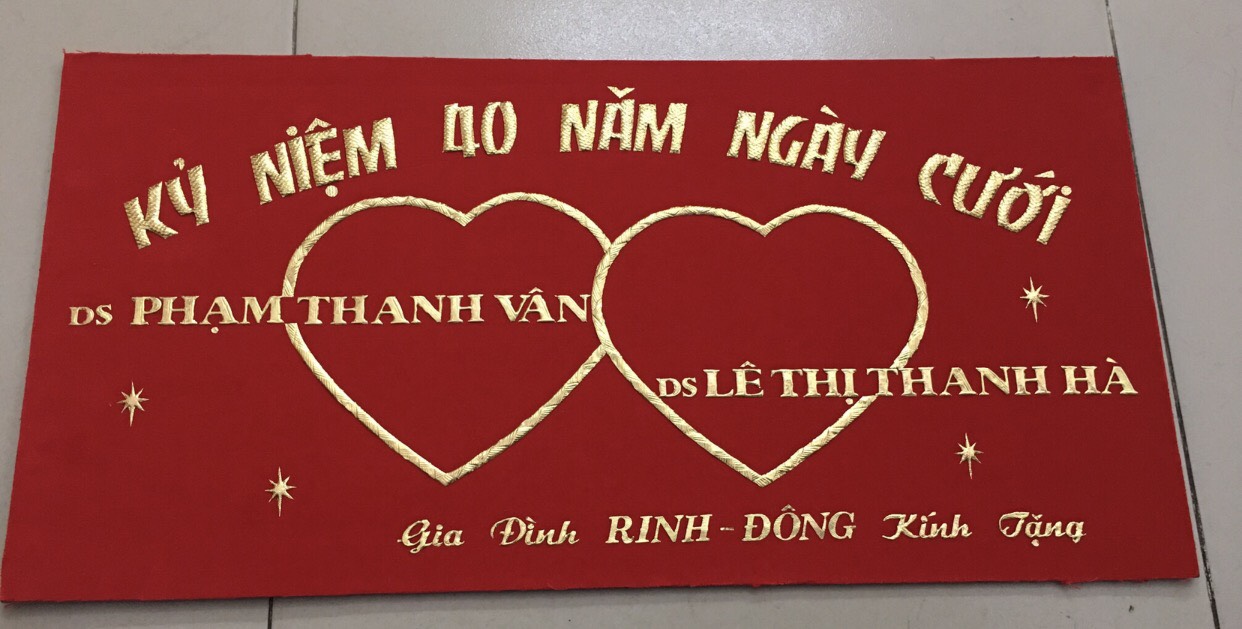 KỶ NIỆM 40 NĂM NGÀY CƯỚI
DS PHẠM THANH VÂN
DS LÊ THỊ THANH HÀ
Gia Đình RINH - ĐÔNG Kính Tặng